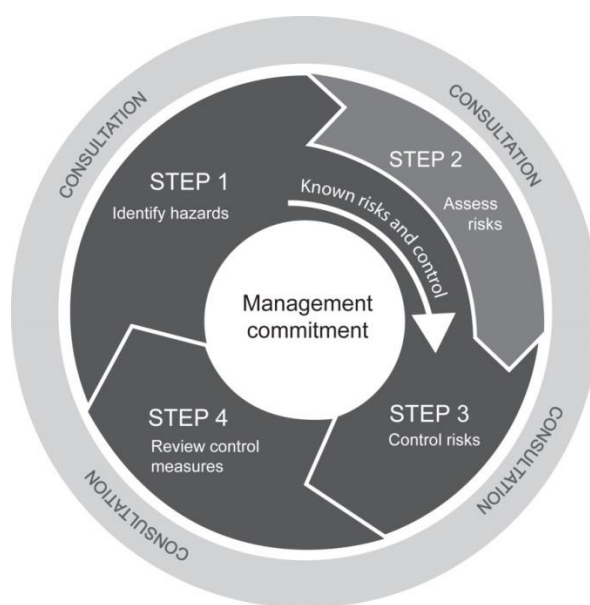 CONSULTATION
CONSULTATION
STEP 1
Identify hazards
STEP 2
Assess
risks
Known risks and control
Management
commitment
STEP 3
Control risks
STEP 4
Review control
measures
CONSULTATION
CONSULTATION